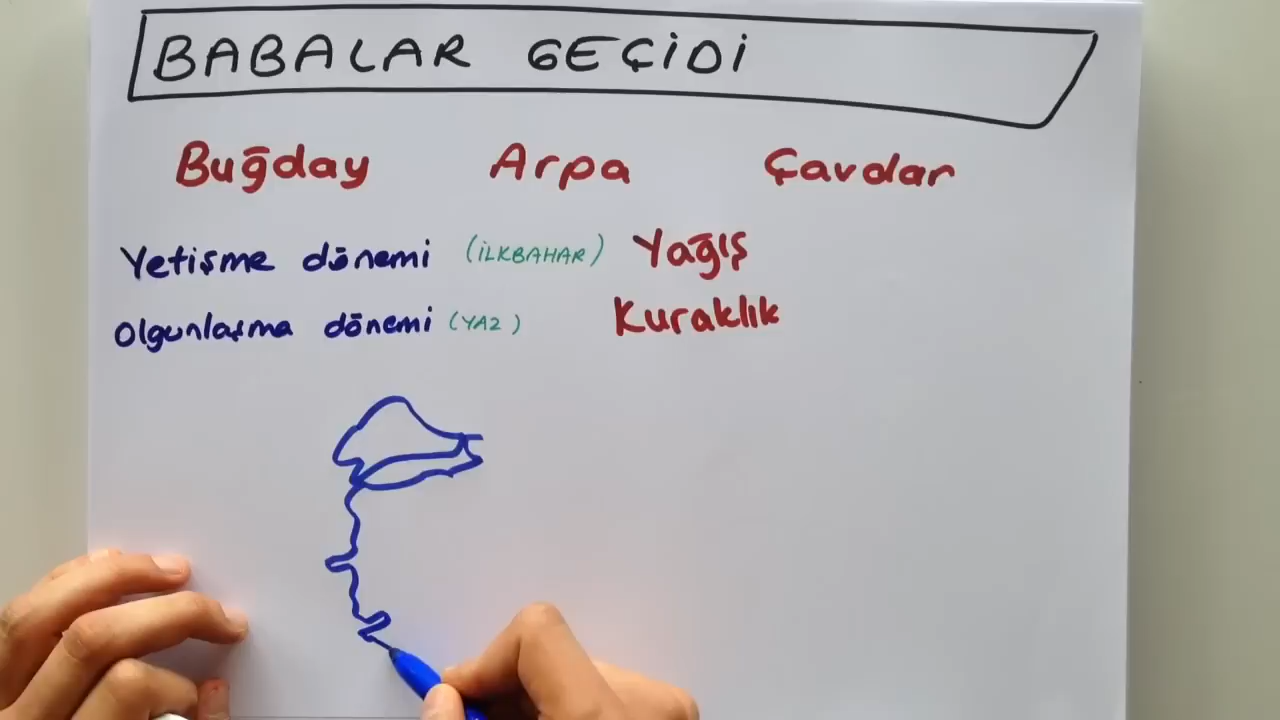 BABALAR GEÇİDİ
Buğday Arpa Çavdar
Yetişme dönemi (İLKBAHAR) Yağış
Olgunlaşma dönemi (YAZ) Kuraklık